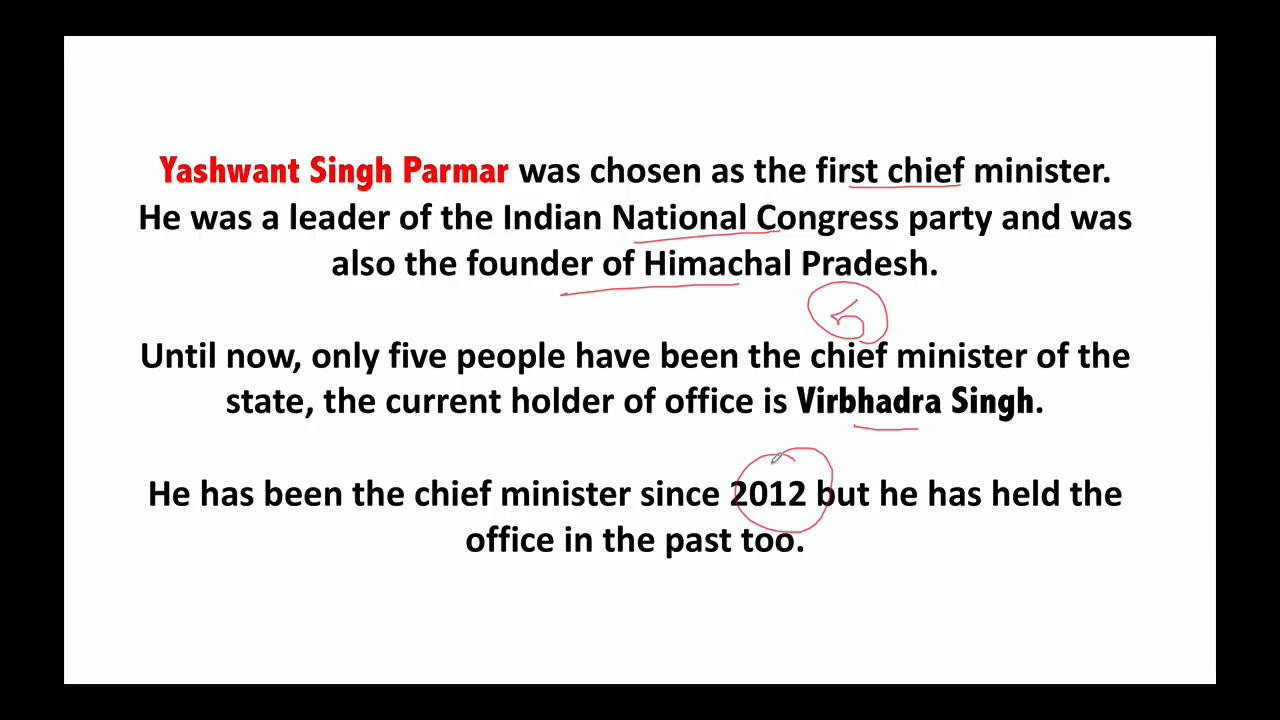 Yashwant Singh Parmar was chosen as the first chief minister.
He was a leader of the Indian National Congress party and was
also the founder of Himachal Pradesh.
5
Until now, only five people have been the chief minister of the
state, the current holder of office is Virbhadra Singh.
He has been the chief minister since 2012 but he has held the
office in the past too.